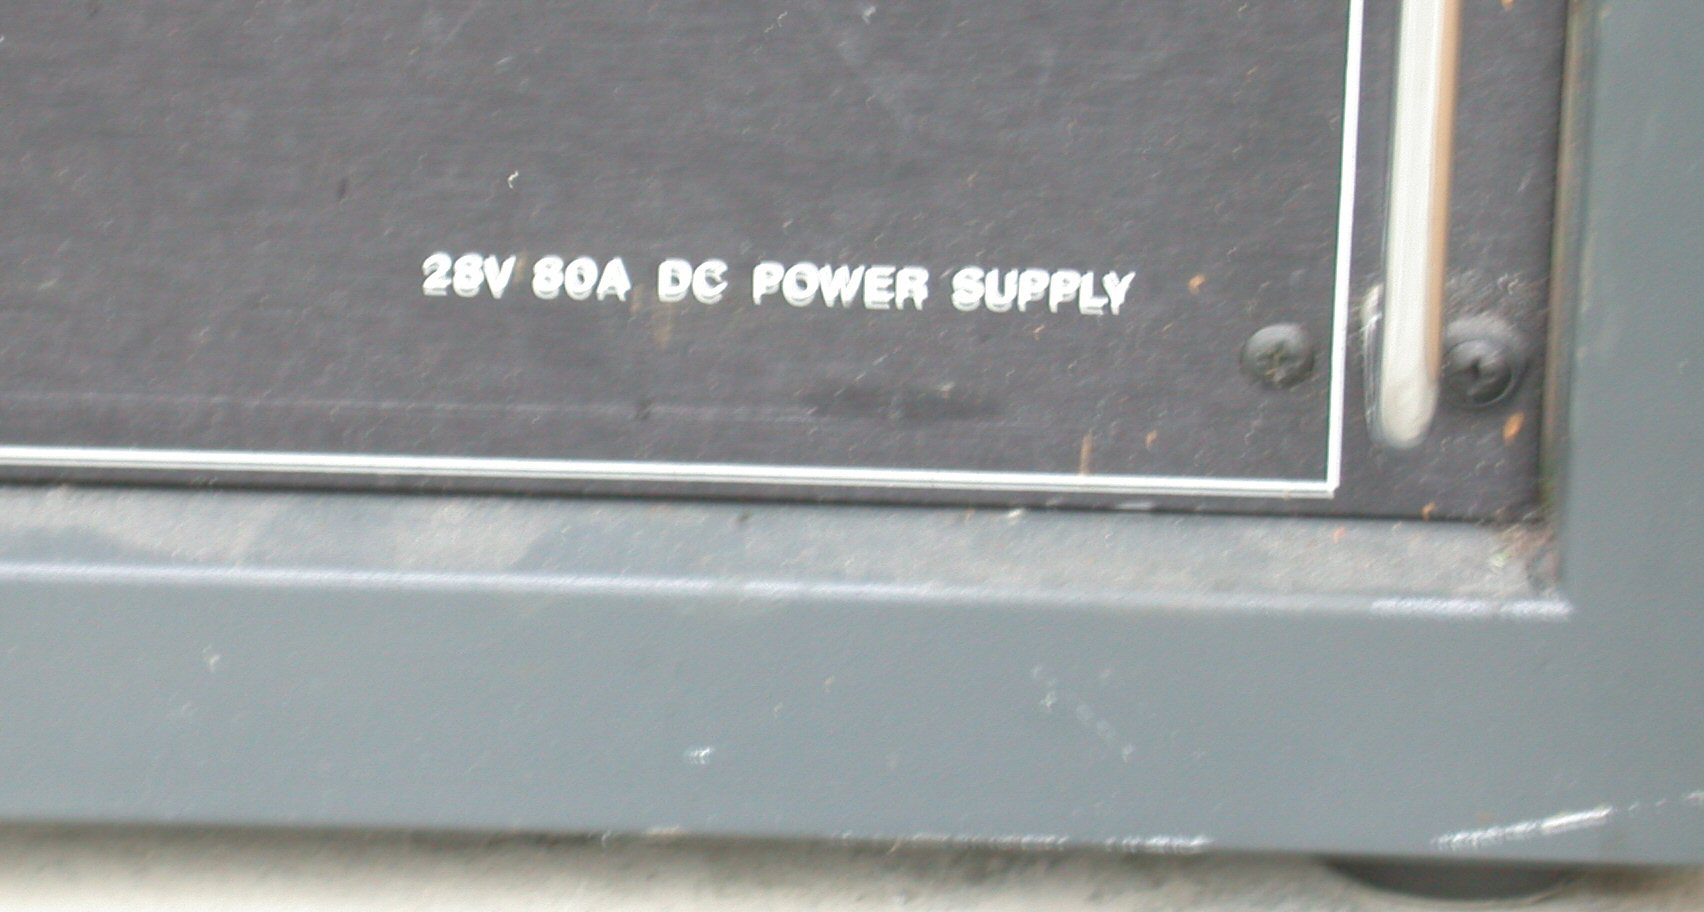 28V 80A DC POWER SUPPLY